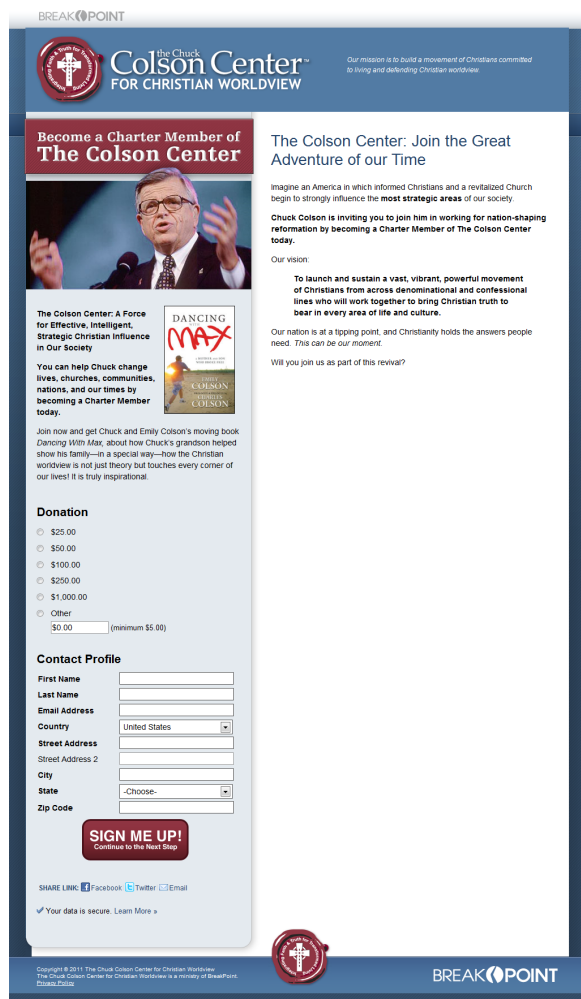 BREAKPOINT
the Chuck
Colson Center™
FOR CHRISTIAN WORLDVIEW
Our mission is to build a movement of Christians committed
to living and defending Christian worldview.
Become a Charter Member of
The Colson Center
The Colson Center: A Force
for Effective, Intelligent,
Strategic Christian Influence
in Our Society
You can help Chuck change
lives, churches, communities,
nations, and our times by
becoming a Charter Member
today.
DANCING
MAX
EMILY
COLSON
COLSON
Join now and get Chuck and Emily Colson's moving book
Dancing With Max, about how Chuck's grandson helped
show his family—in a special way—how the Christian
worldview is not just theory but touches every corner of
our lives! It is truly inspirational.
Donation
$25.00
$50.00
$100.00
$250.00
$1,000.00
Other
$0.00 (minimum $5.00)
Contact Profile
First Name
Last Name
Email Address
Country United States
Street Address
Street Address 2
City
State -Choose-
Zip Code
SIGN ME UP!
Continue to the Next Step
SHARE LINK: Facebook Twitter Email
Your data is secure. Learn More »
The Colson Center: Join the Great
Adventure of our Time
Imagine an America in which informed Christians and a revitalized Church
begin to strongly influence the most strategic areas of our society.
Chuck Colson is inviting you to join him in working for nation-shaping
reformation by becoming a Charter Member of The Colson Center
today.
Our vision:
To launch and sustain a vast, vibrant, powerful movement
of Christians from across denominational and confessional
lines who will work together to bring Christian truth to
bear in every area of life and culture.
Our nation is at a tipping point, and Christianity holds the answers people
need. This can be our moment.
Will you join us as part of this revival?
Copyright © 2011 The Chuck Colson Center for Christian Worldview
The Chuck Colson Center for Christian Worldview is a ministry of BreakPoint.
Privacy Policy
BREAKPOINT